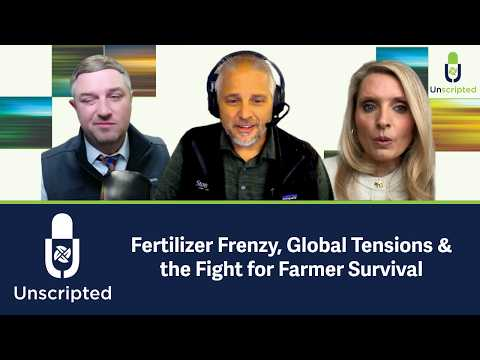 Unscripted
Fertilizer Frenzy, Global Tensions &
the Fight for Farmer Survival
Unscripted